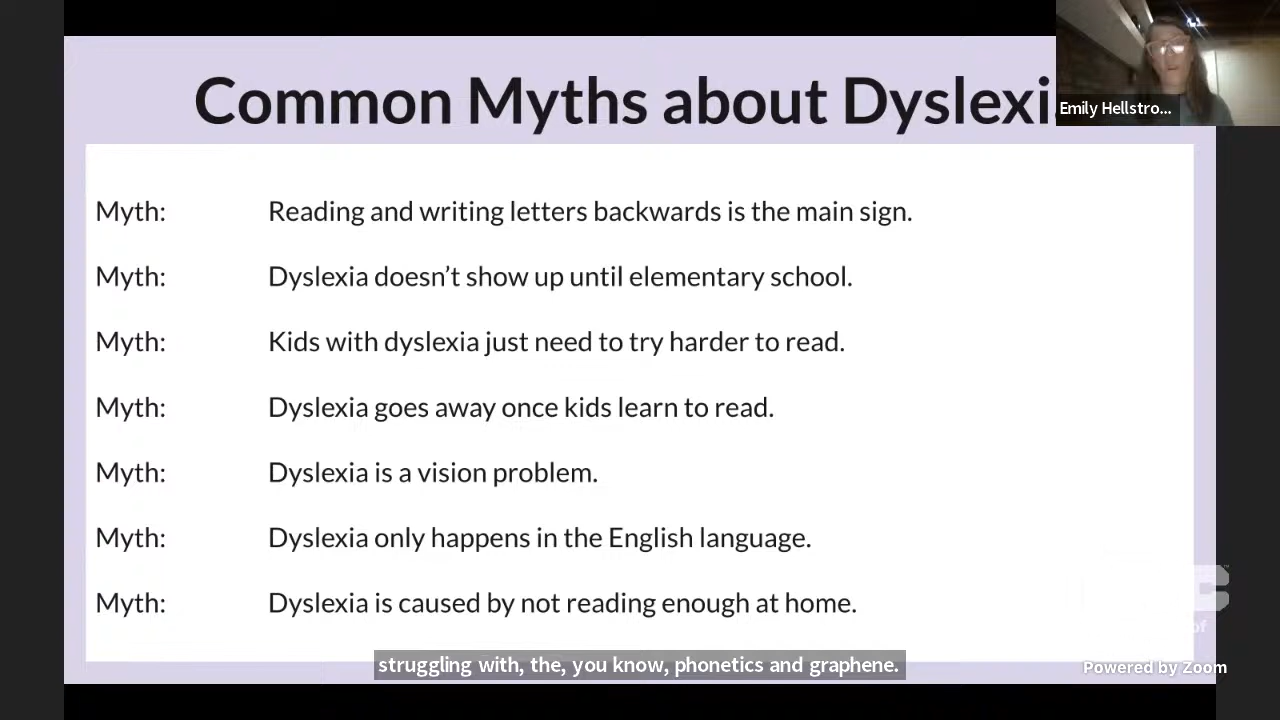 Common Myths about Dyslexi
Emily Hellstro...
Myth: Reading and writing letters backwards is the main sign.
Myth: Dyslexia doesn’t show up until elementary school.
Myth: Kids with dyslexia just need to try harder to read.
Myth: Dyslexia goes away once kids learn to read.
Myth: Dyslexia is a vision problem.
Myth: Dyslexia only happens in the English language.
Myth: Dyslexia is caused by not reading enough at home.
of
struggling with, the, you know, phonetics and graphene.
Powered by Zoom